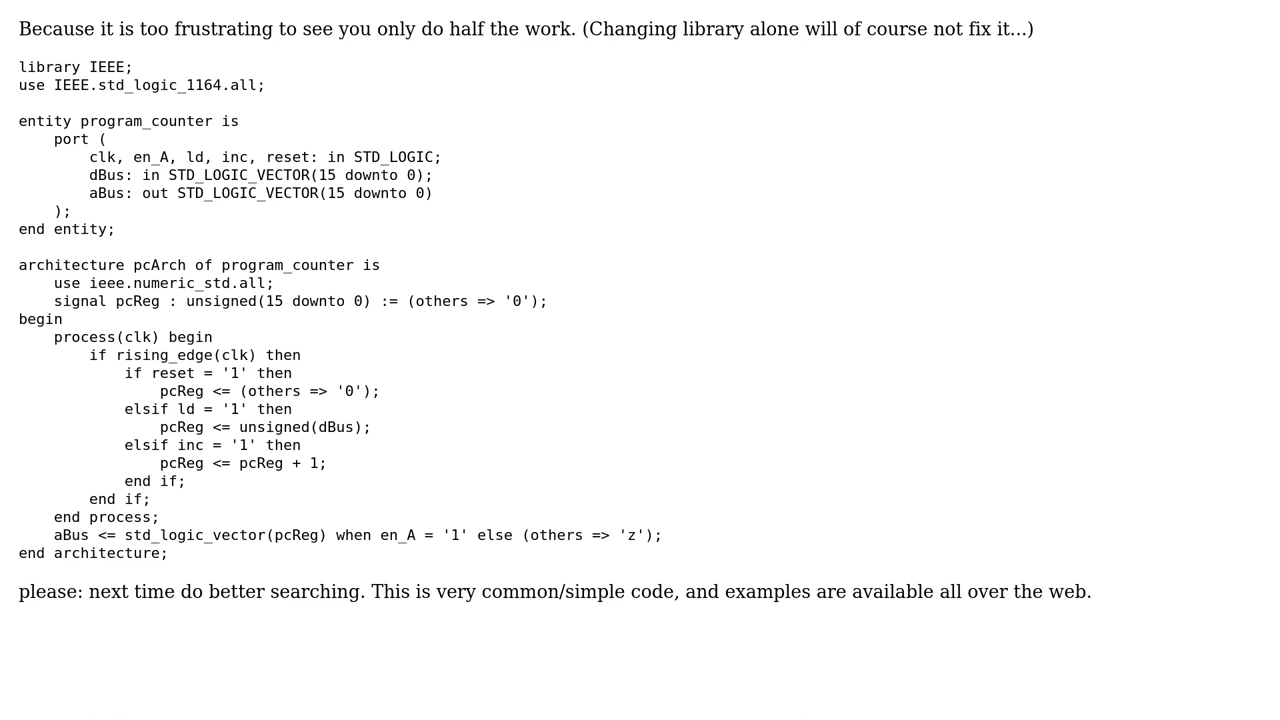 Because it is too frustrating to see you only do half the work. (Changing library alone will of course not fix it...)
library IEEE;
use IEEE.std_logic_1164.all;
entity program_counter is
    port (
        clk, en_A, ld, inc, reset: in STD_LOGIC;
        dBus: in STD_LOGIC_VECTOR(15 downto 0);
        aBus: out STD_LOGIC_VECTOR(15 downto 0)
    );
end entity;
architecture pcArch of program_counter is
    use ieee.numeric_std.all;
    signal pcReg : unsigned(15 downto 0) := (others => '0');
begin
    process(clk) begin
        if rising_edge(clk) then
            if reset = '1' then
                pcReg <= (others => '0');
            elsif ld = '1' then
                pcReg <= unsigned(dBus);
            elsif inc = '1' then
                pcReg <= pcReg + 1;
            end if;
        end if;
    end process;
    aBus <= std_logic_vector(pcReg) when en_A = '1' else (others => 'z');
end architecture;
please: next time do better searching. This is very common/simple code, and examples are available all over the web.